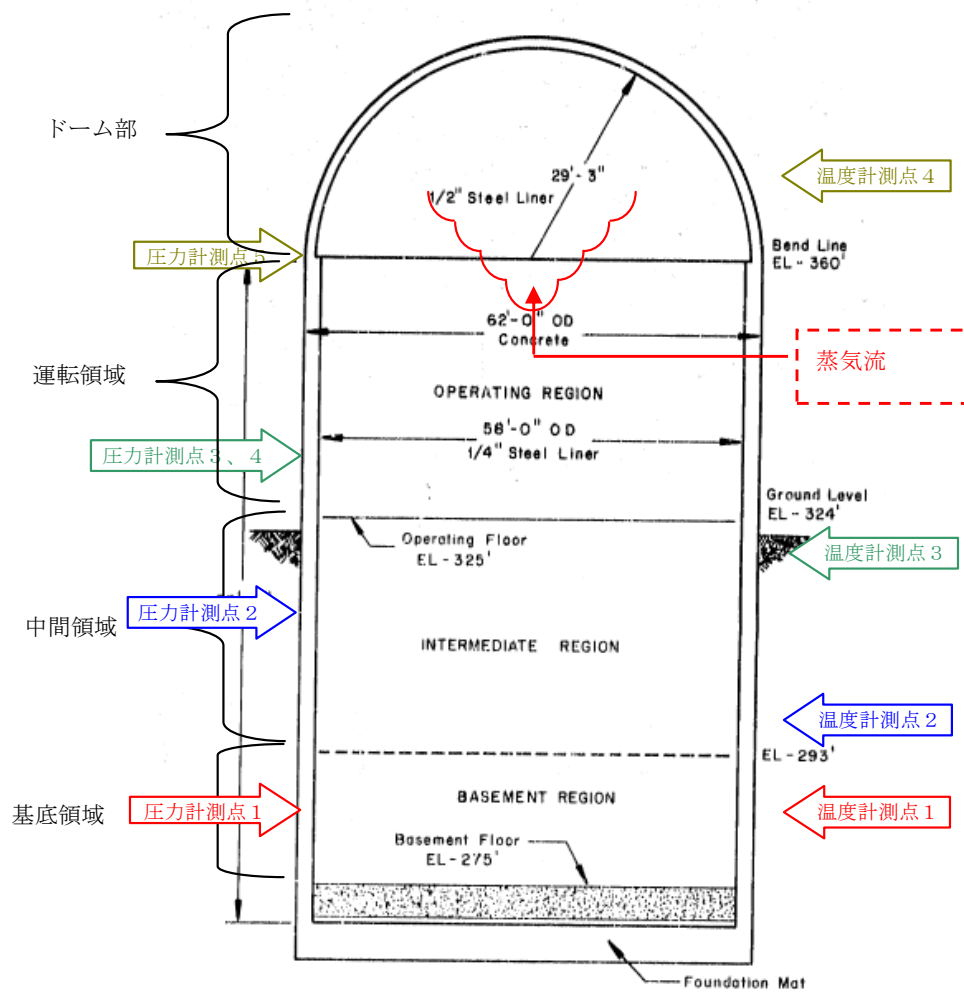 ドーム部
29'-3"
1/2" Steel Liner
温度計測点４
圧力計測点５
Bend Line
EL-360'
62'-0" OD
Concrete
蒸気流
運転領域
OPERATING REGION
58'-0" OD
1/4" Steel Liner
圧力計測点３、４
Ground Level
EL-324'
Operating Floor
EL-325'
温度計測点３
圧力計測点２
中間領域
INTERMEDIATE REGION
温度計測点２
EL-293'
基底領域
圧力計測点１
BASEMENT REGION
温度計測点１
Basement Floor
EL-275'
Foundation Mat